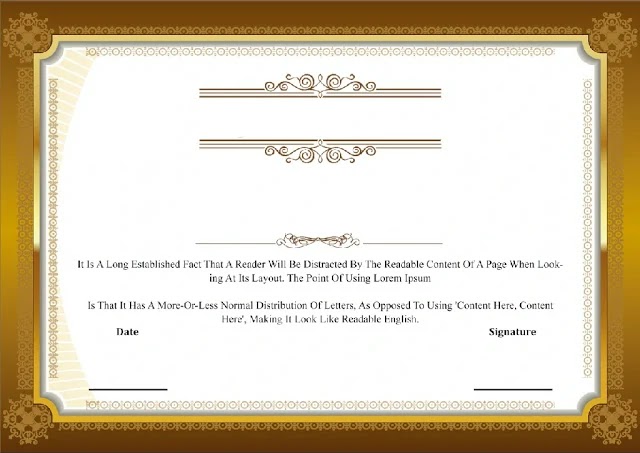 It Is A Long Established Fact That A Reader Will Be Distracted By The Readable Content Of A Page When Look-
ing At Its Layout. The Point Of Using Lorem Ipsum
Is That It Has A More-Or-Less Normal Distribution Of Letters, As Opposed To Using 'Content Here, Content
Here', Making It Look Like Readable English.
Date Signature